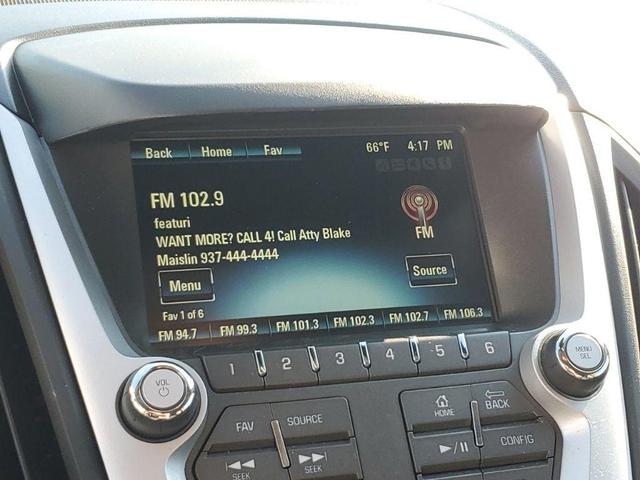 Back Home Fav 66°F 4:17 PM
FM 102.9
featuri
WANT MORE? CALL 4! Call Atty Blake
Maislin 937-444-4444
FM
Menu
Source
Fav 1 of 6
FM 94.7 FM 99.3 FM 101.3 FM 102.3 FM 102.7 FM 106.3
1 2 3 4 5 6
VOL
MENU
SEL
FAV SOURCE
HOME BACK
SEEK SEEK
CONFIG